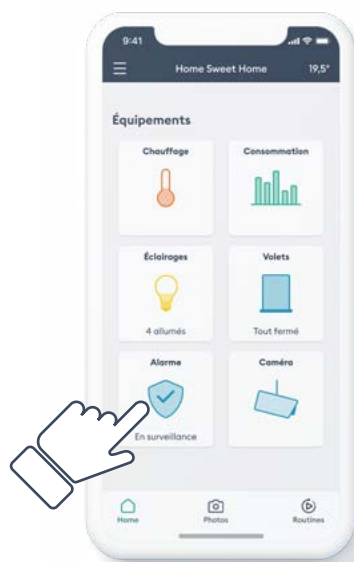 9:41
Home Sweet Home 19,5°
Équipements
Chauffage Consommation
Éclairages Volets
4 allumés Tout fermé
Alarme Caméra
En surveillance
Home Photos Routines